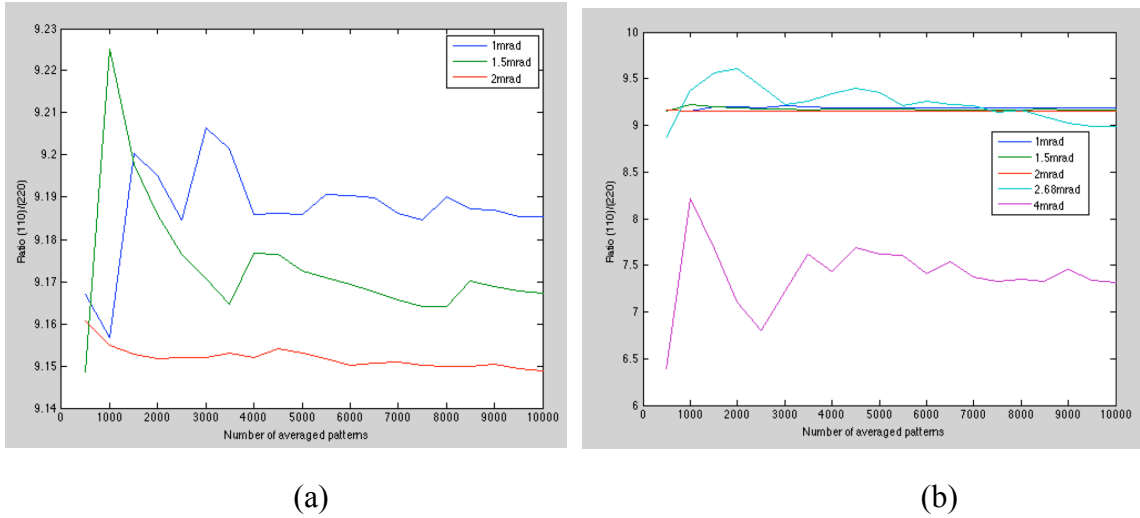 9.23
9.22
9.21
9.2
9.19
9.18
9.17
9.16
9.15
9.14
Ratio (110)/(220)
0 1000 2000 3000 4000 5000 6000 7000 8000 9000 10000
Number of averaged patterns
1mrad
1.5mrad
2mrad
(a)
10
9.5
9
8.5
8
7.5
7
6.5
6
Ratio (110)/(220)
0 1000 2000 3000 4000 5000 6000 7000 8000 9000 10000
Number of averaged patterns
1mrad
1.5mrad
2mrad
2.68mrad
4mrad
(b)